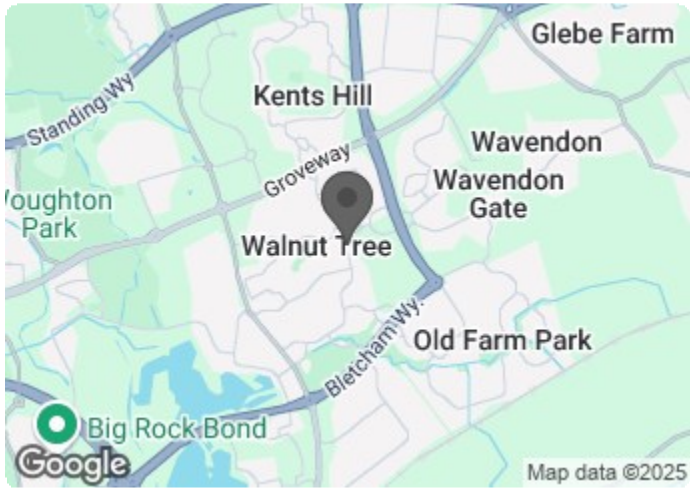 Glebe Farm
Standing Wy
Kents Hill
Groveway
Wavendon
Wavendon
Gate
Woughton
Park
Walnut Tree
Bletcham Wy.
Old Farm Park
Big Rock Bond
Google
Map data ©2025